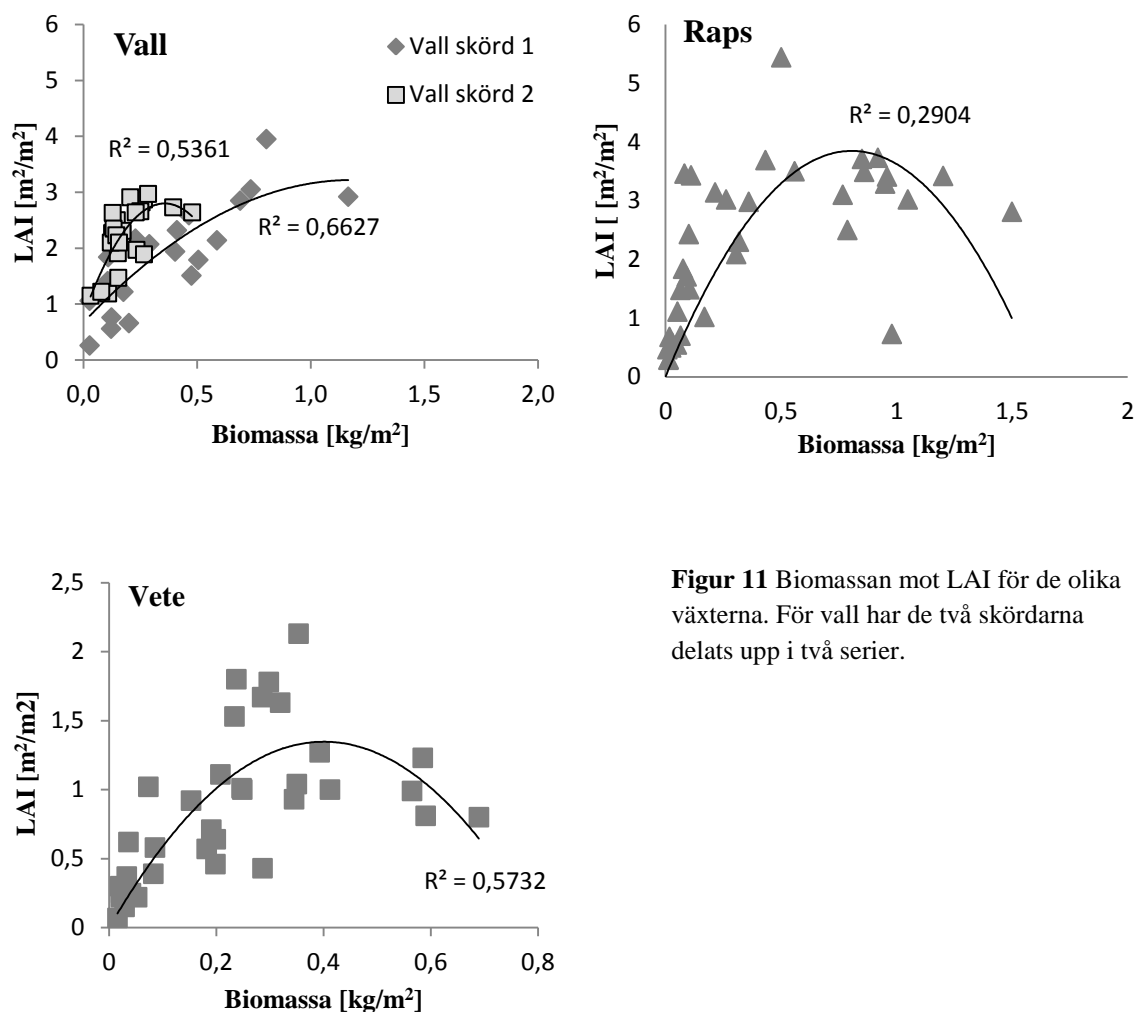 Vall
Vall skörd 1
Vall skörd 2
R² = 0,5361
R² = 0,6627
LAI [m²/m²]
6
5
4
3
2
1
0
0,0 0,5 1,0 1,5 2,0
Biomassa [kg/m²]
Raps
R² = 0,2904
LAI [ [m²/m²]
6
5
4
3
2
1
0
0 0,5 1 1,5 2
Biomassa [kg/m²]
Vete
R² = 0,5732
LAI [m²/m2]
2,5
2
1,5
1
0,5
0
0 0,2 0,4 0,6 0,8
Biomassa [kg/m²]
Figur 11 Biomassan mot LAI för de olika
växterna. För vall har de två skördarna
delats upp i två serier.